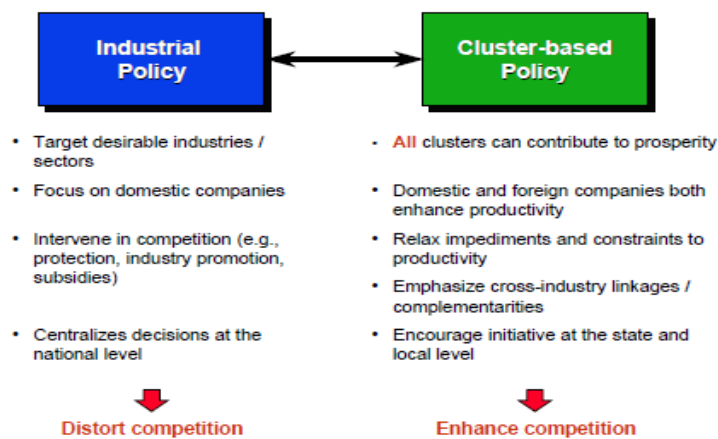 Industrial
Policy
Cluster-based
Policy
• Target desirable industries /
sectors
• Focus on domestic companies
• Intervene in competition (e.g.,
protection, industry promotion,
subsidies)
• Centralizes decisions at the
national level
Distort competition
- All clusters can contribute to prosperity
• Domestic and foreign companies both
enhance productivity
• Relax impediments and constraints to
productivity
• Emphasize cross-industry linkages /
complementarities
• Encourage initiative at the state and
local level
Enhance competition